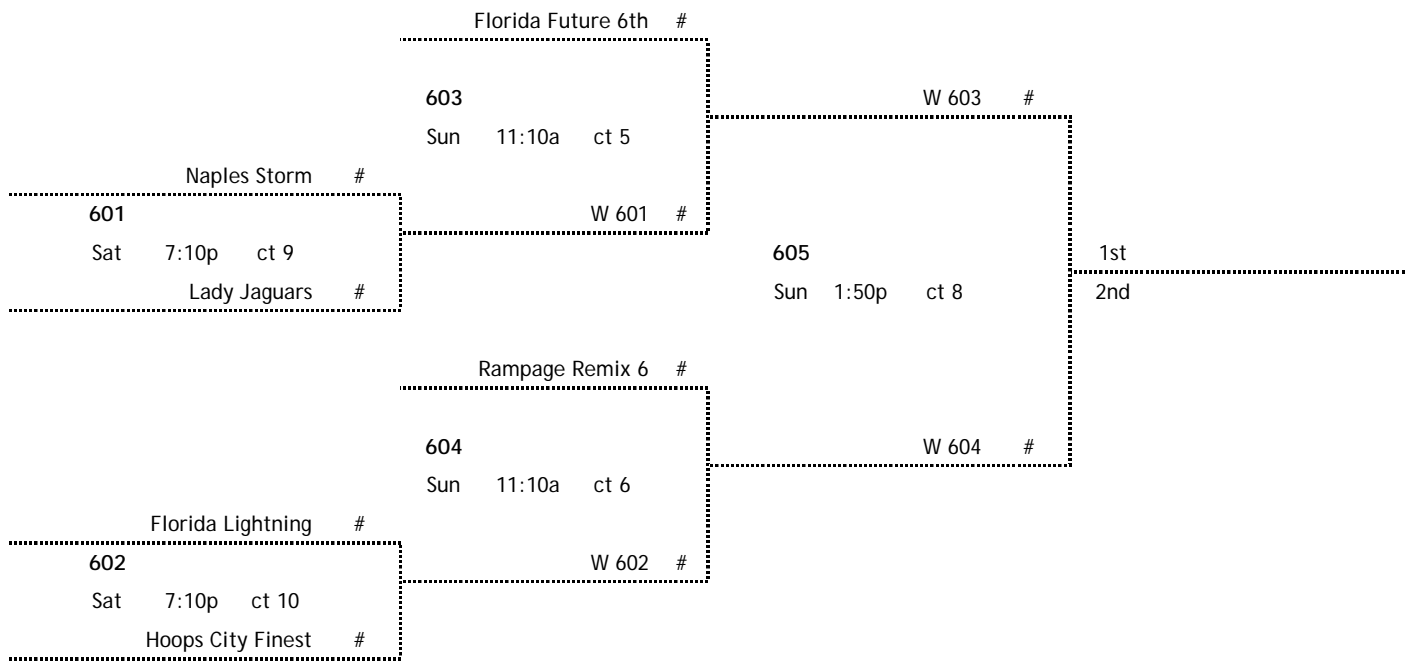 Florida Future 6th #
603
W 603 #
Sun 11:10a ct 5
Naples Storm #
601
W 601 #
Sat 7:10p ct 9
605
1st
Lady Jaguars #
Sun 1:50p ct 8
2nd
Rampage Remix 6 #
604
W 604 #
Sun 11:10a ct 6
Florida Lightning #
602
W 602 #
Sat 7:10p ct 10
Hoops City Finest #